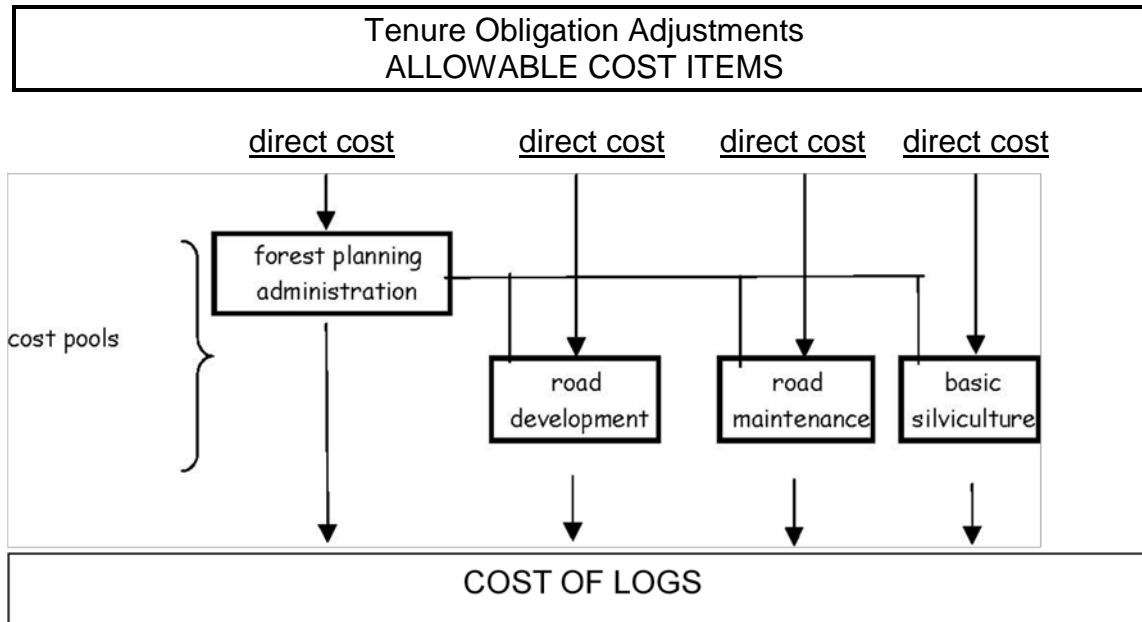 Tenure Obligation Adjustments
ALLOWABLE COST ITEMS
direct cost
direct cost
direct cost
direct cost
forest planning
administration
cost pools
road
development
road
maintenance
basic
silviculture
COST OF LOGS